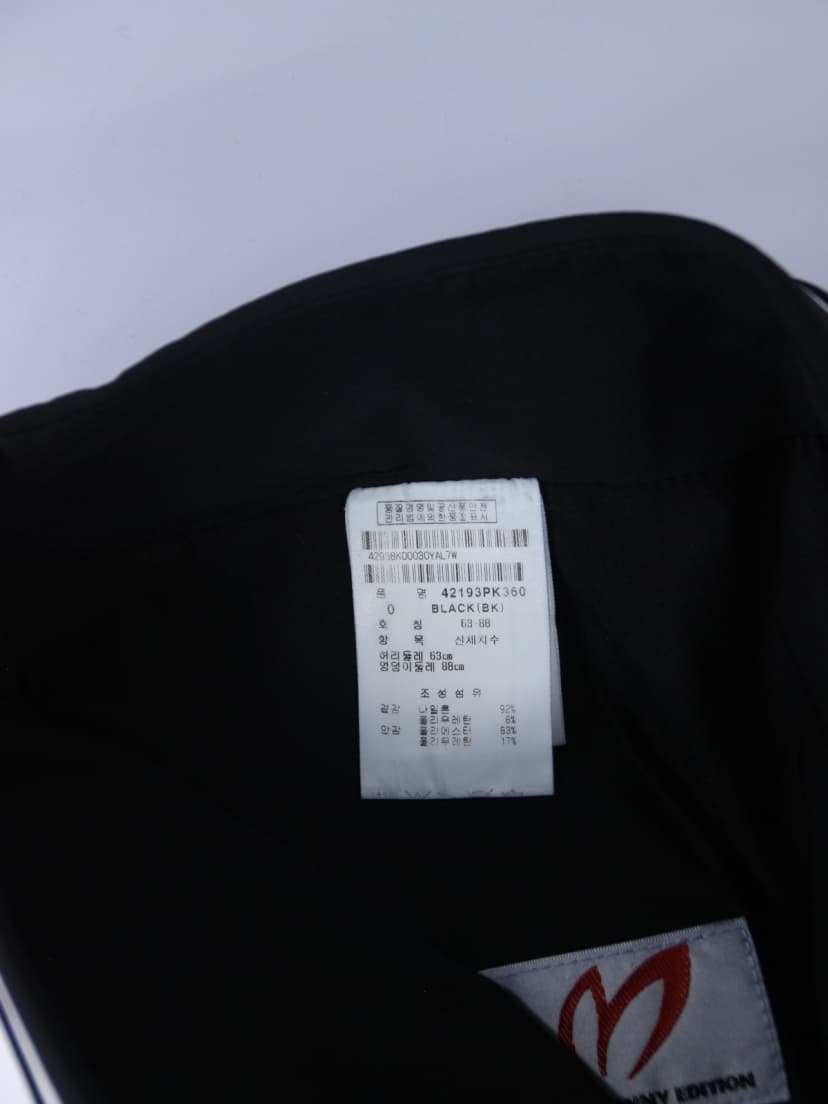 품질경영및공산품안전
관리법에의한품질표시
42193PK360
품 명 42193PK360
0 BLACK(BK)
호 칭 63-88
항 목 신체치수
허리둘레 63cm
엉덩이둘레 88cm
조성섬유
겉감 나일론 92%
폴리우레탄 8%
안감 폴리에스터 83%
폴리우레탄 17%
EDITION